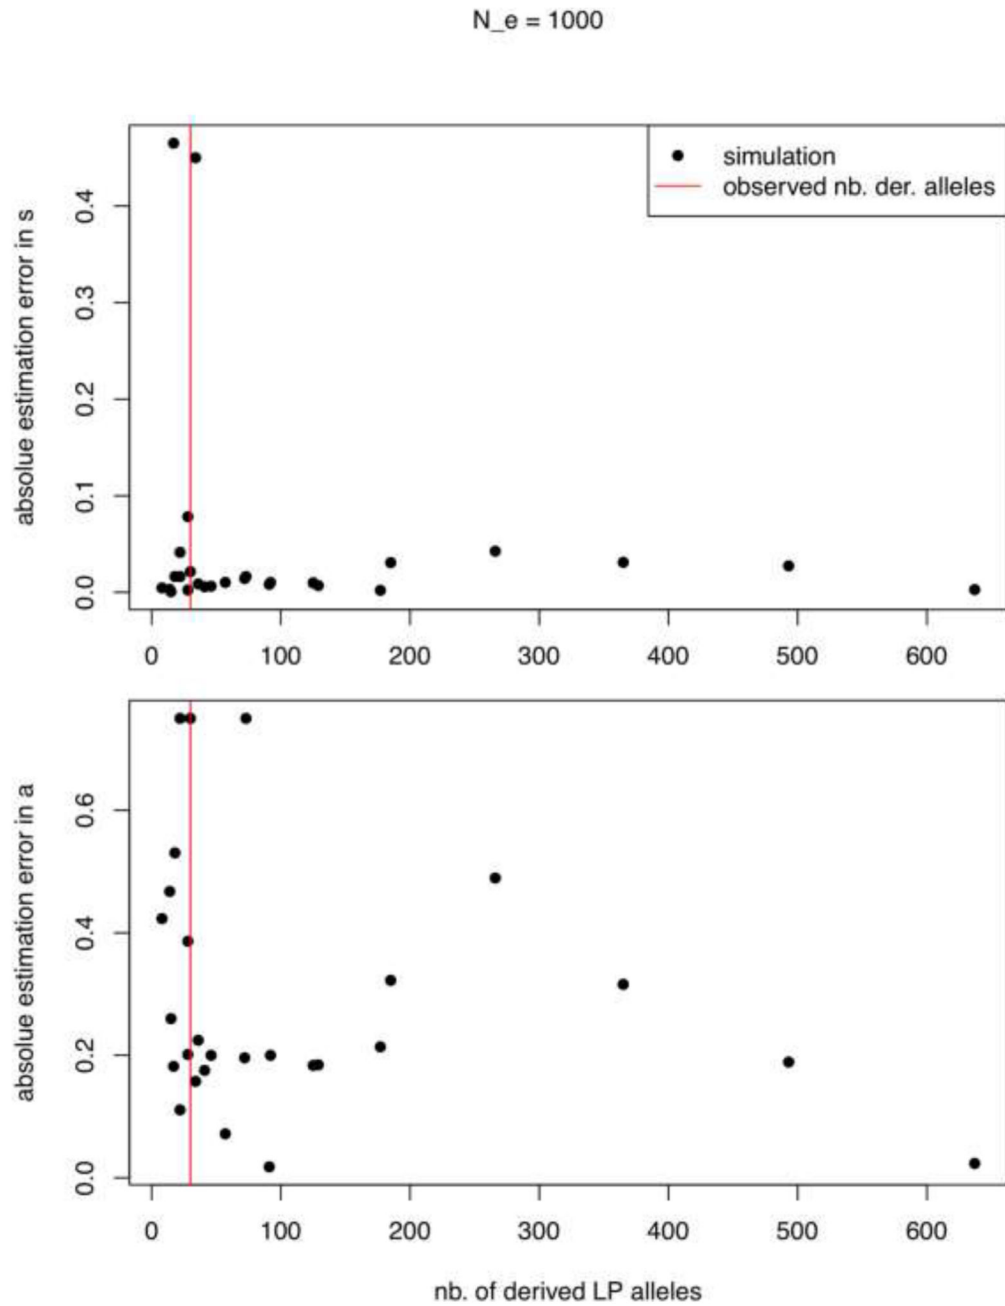 N_e = 1000
simulation
observed nb. der. alleles
absolue estimation error in s
0.0
0.1
0.2
0.3
0.4
0 100 200 300 400 500 600
absolue estimation error in a
0.0
0.2
0.4
0.6
0 100 200 300 400 500 600
nb. of derived LP alleles